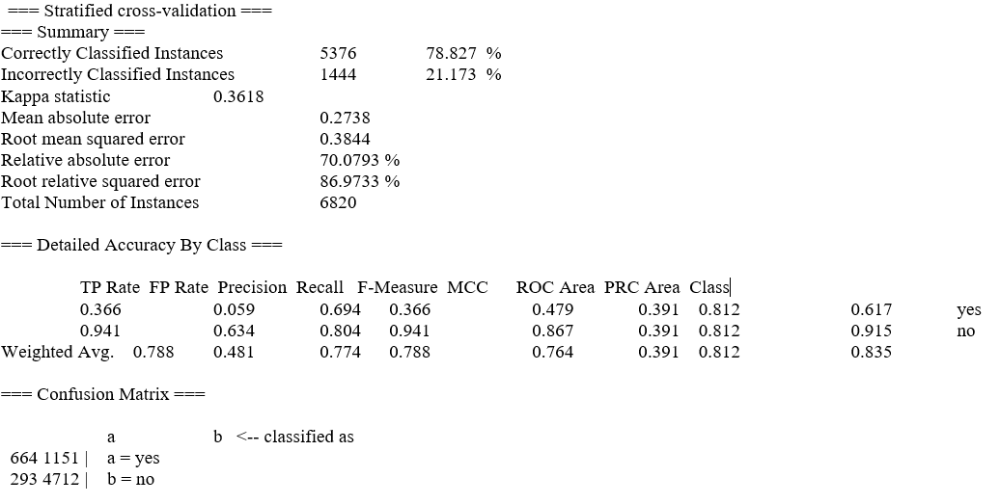 === Stratified cross-validation ===
=== Summary ===
Correctly Classified Instances 5376 78.827 %
Incorrectly Classified Instances 1444 21.173 %
Kappa statistic 0.3618
Mean absolute error 0.2738
Root mean squared error 0.3844
Relative absolute error 70.0793 %
Root relative squared error 86.9733 %
Total Number of Instances 6820
=== Detailed Accuracy By Class ===
TP Rate FP Rate Precision Recall F-Measure MCC ROC Area PRC Area Class
0.366 0.059 0.694 0.366 0.479 0.391 0.812 0.617 yes
0.941 0.634 0.804 0.941 0.867 0.391 0.812 0.915 no
Weighted Avg. 0.788 0.481 0.774 0.788 0.764 0.391 0.812 0.835
=== Confusion Matrix ===
a b <-- classified as
664 1151 | a = yes
293 4712 | b = no